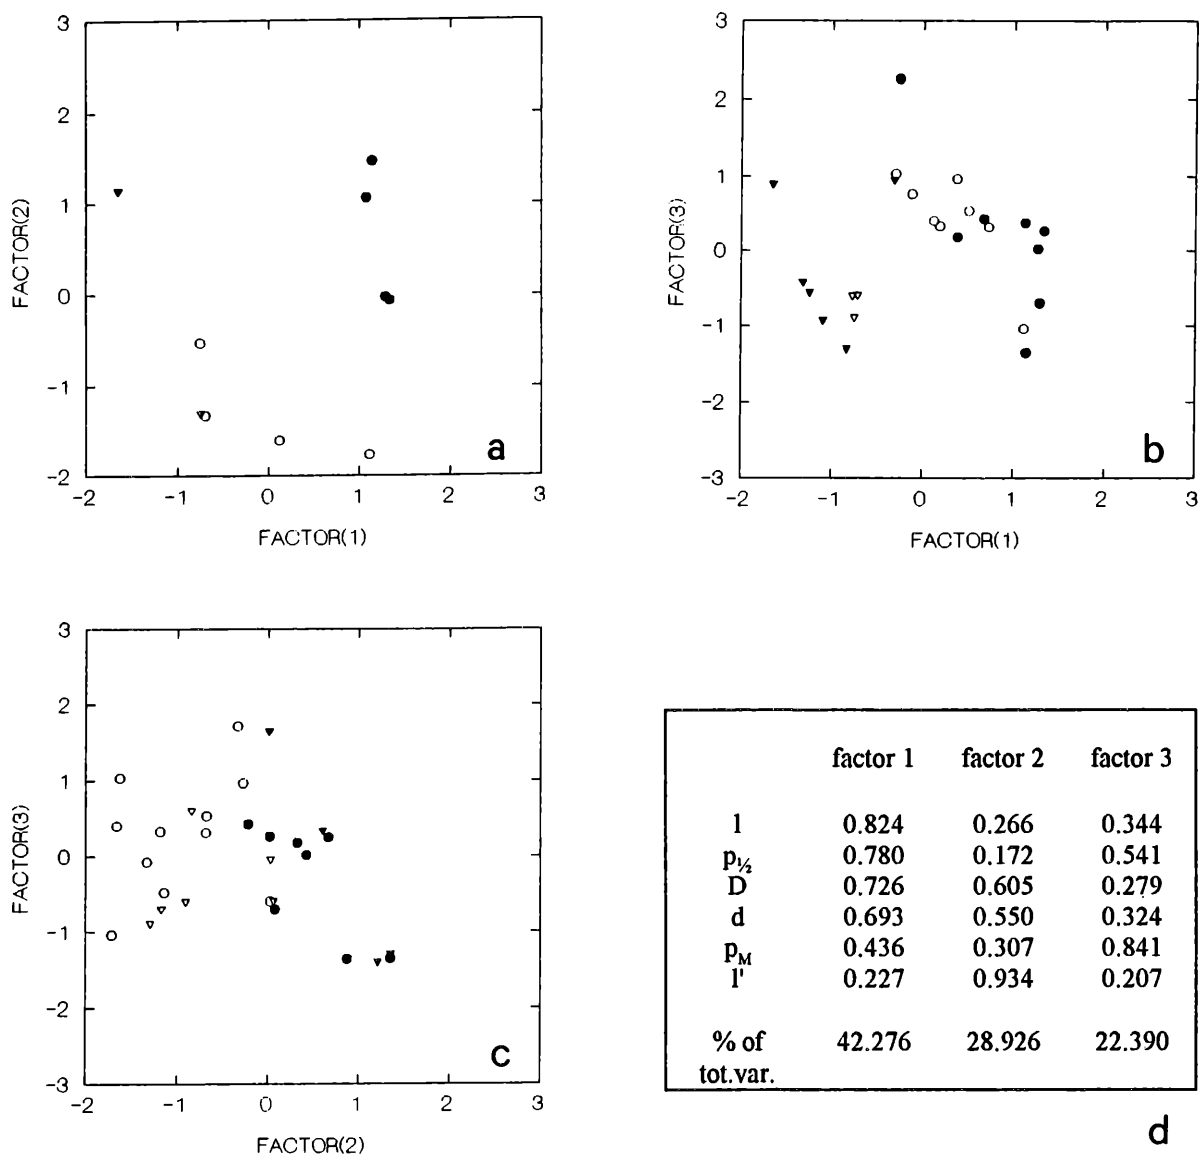 3
2
1
0
-1
-2
FACTOR(2)
-2
-1
0
1
2
3
FACTOR(1)
a
3
2
1
0
-1
-2
-3
FACTOR(3)
-2
-1
0
1
2
3
FACTOR(1)
b
3
2
1
0
-1
-2
-3
FACTOR(3)
-2
-1
0
1
2
3
FACTOR(2)
c
factor 1 factor 2 factor 3
l 0.824 0.266 0.344
p½ 0.780 0.172 0.541
D 0.726 0.605 0.279
d 0.693 0.550 0.324
pM 0.436 0.307 0.841
l' 0.227 0.934 0.207
% of 42.276 28.926 22.390
tot.var.
d